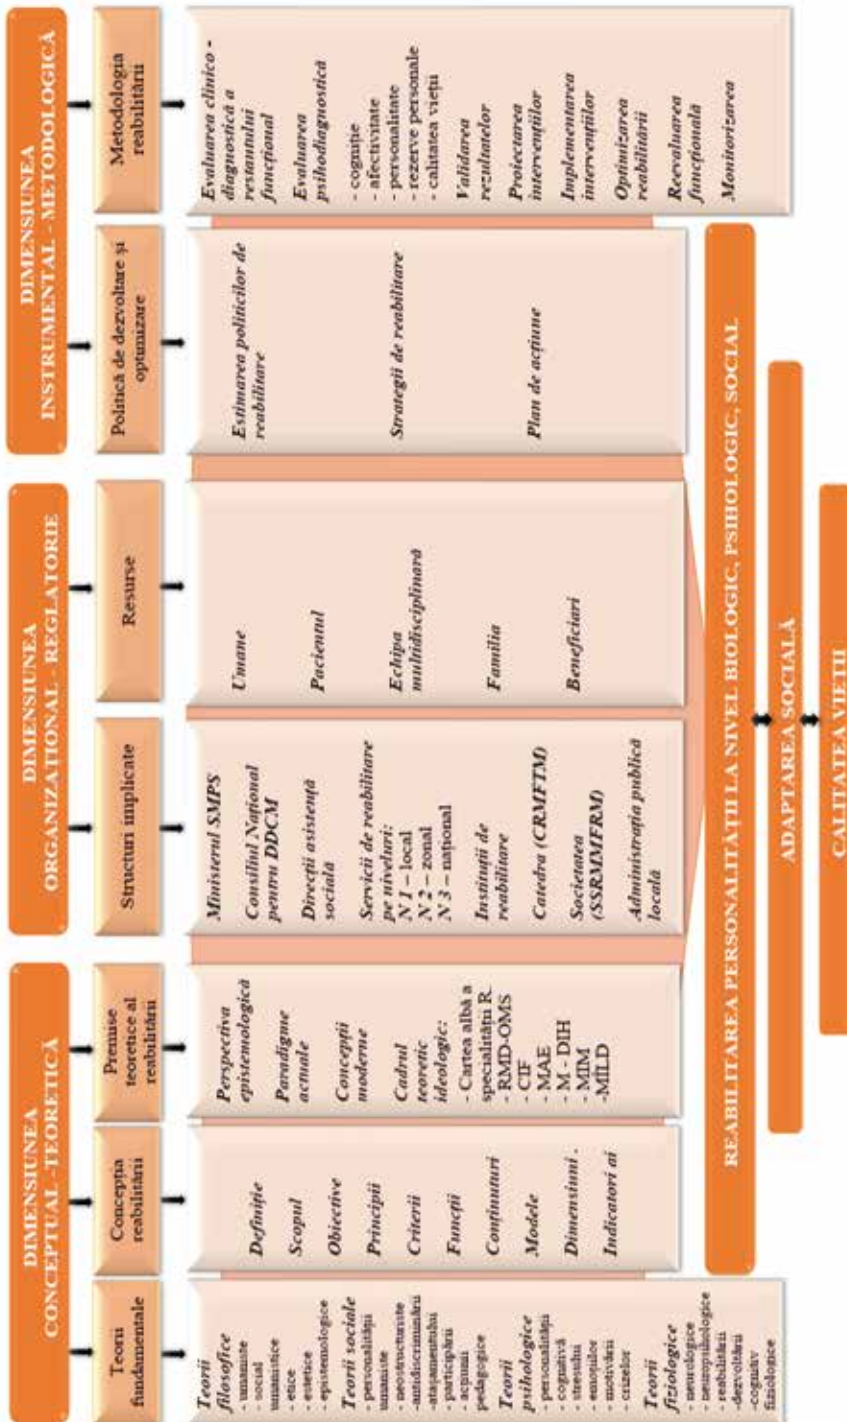 DIMENSIUNEA
CONCEPTUAL -TEORETICĂ
Teorii
fundamentale
Teorii
filosofice
- umaniste
- social
umanistice
- etice
- estetice
- epistemologice
Teorii sociale
- personalității
umaniste
- neostructuriste
-antidiscriminării
-atașamentului
- participării
- acțiunii
pedagogice
Teorii
psihologice
- personalității
- cognitivă
- stresului
- emoțiilor
- motivării
- crizelor
Teorii
fiziologice
- neurologice
- neuropsihologice
- reabilitării
-dezvoltării
-cognitiv
fiziologice
Concepția
reabilitării
Definiție
Scopul
Obiective
Principii
Criterii
Funcții
Conținuturi
Modele
Dimensiuni .
Indicatori ai
Premise
teoretice al
reabilitării
Perspectiva
epistemologică
Paradigme
actuale
Concepții
moderne
Cadrul
teoretic
ideologic:
- Cartea albă a
specialității R.
- RMD-OMS
- CIF
- MAE
- M - DIH
- MIM
-MILD
DIMENSIUNEA
ORGANIZAȚIONAL - REGLATORIE
Structuri implicate
Ministerul SMPS
Consiliul Național
pentru DDCM
Direcții asistență
socială
Servicii de reabilitare
pe niveluri:
N 1 – local
N 2 – zonal
N 3 – național
Instituții de
reabilitare
Catedra (CRMFTM)
Societatea
(SSRMMFRM)
Administrația publică
locală
Resurse
Umane
Pacientul
Echipa
multidisciplinară
Familia
Beneficiari
DIMENSIUNEA
INSTRUMENTAL - METODOLOGICĂ
Politică de dezvoltare și
optimizare
Estimarea politicilor de
reabilitare
Strategii de reabilitare
Plan de acțiune
Metodologia
reabilitării
Evaluarea clinico -
diagnostică a
restantului
funcțional
Evaluarea
psihodiagnostică
- cogniție
- afectivitate
- personalitate
- rezerve personale
- calitatea vieții
Validarea
rezultatelor
Proiectarea
intervențiilor
Implementarea
intervențiilor
Optimizarea
reabilitării
Reevaluarea
funcțională
Monitorizarea
REABILITAREA PERSONALITĂȚII LA NIVEL BIOLOGIC, PSIHOLOGIC, SOCIAL
ADAPTAREA SOCIALĂ
CALITATEA VIEȚII